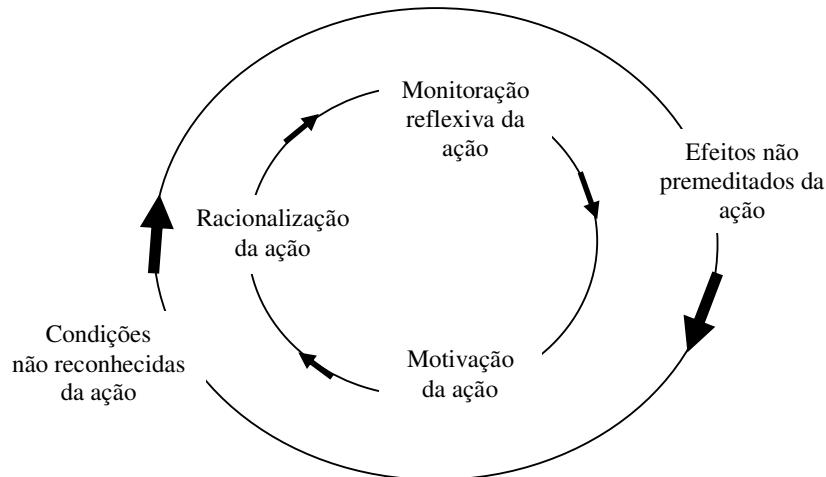 Monitoração
reflexiva da
ação
Efeitos não
premeditados da
ação
Racionalização
da ação
Condições
não reconhecidas
da ação
Motivação
da ação